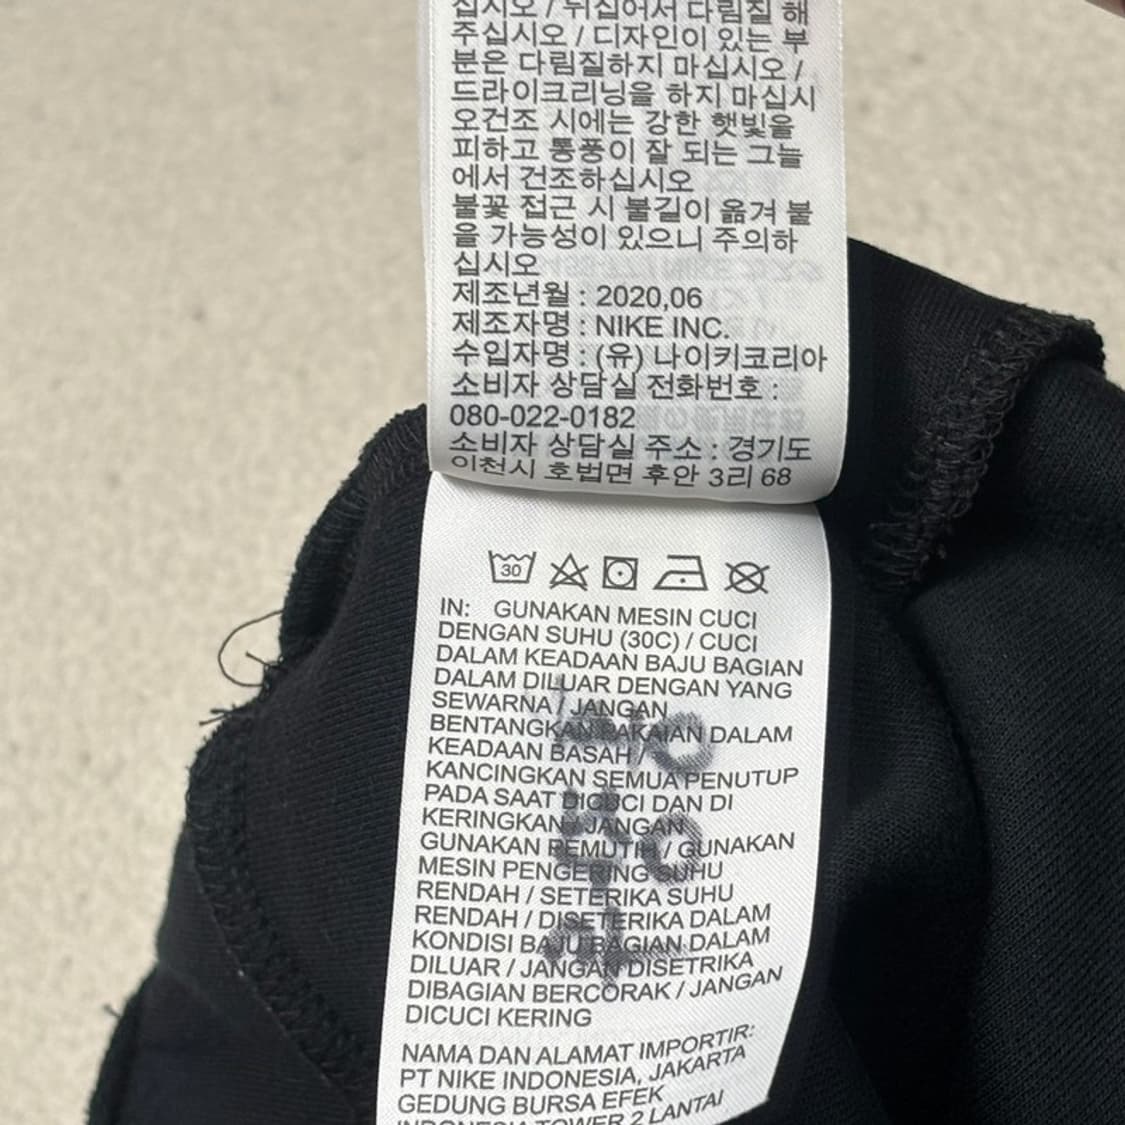 십시오 / 뒤집어서 다림질 해
주십시오 / 디자인이 있는 부
분은 다림질하지 마십시오 /
드라이크리닝을 하지 마십시
오건조 시에는 강한 햇빛을
피하고 통풍이 잘 되는 그늘
에서 건조하십시오
불꽃 접근 시 불길이 옮겨 붙
을 가능성이 있으니 주의하
십시오
제조년월 : 2020,06
제조자명 : NIKE INC.
수입자명 : (유) 나이키코리아
소비자 상담실 전화번호 :
080-022-0182
소비자 상담실 주소 : 경기도
이천시 호법면 후안 3리 68
30
IN: GUNAKAN MESIN CUCI
DENGAN SUHU (30C) / CUCI
DALAM KEADAAN BAJU BAGIAN
DALAM DILUAR DENGAN YANG
SEWARNA / JANGAN
BENTANGKAN PAKAIAN DALAM
KEADAAN BASAH /
KANCINGKAN SEMUA PENUTUP
PADA SAAT DICUCI DAN DI
KERINGKAN / JANGAN
GUNAKAN PEMUTIH / GUNAKAN
MESIN PENGERING SUHU
RENDAH / SETERIKA SUHU
RENDAH / DISETERIKA DALAM
KONDISI BAJU BAGIAN DALAM
DILUAR / JANGAN DISETRIKA
DIBAGIAN BERCORAK / JANGAN
DICUCI KERING
NAMA DAN ALAMAT IMPORTIR:
PT NIKE INDONESIA, JAKARTA
GEDUNG BURSA EFEK
INDONESIA TOWER 2 LANTAI